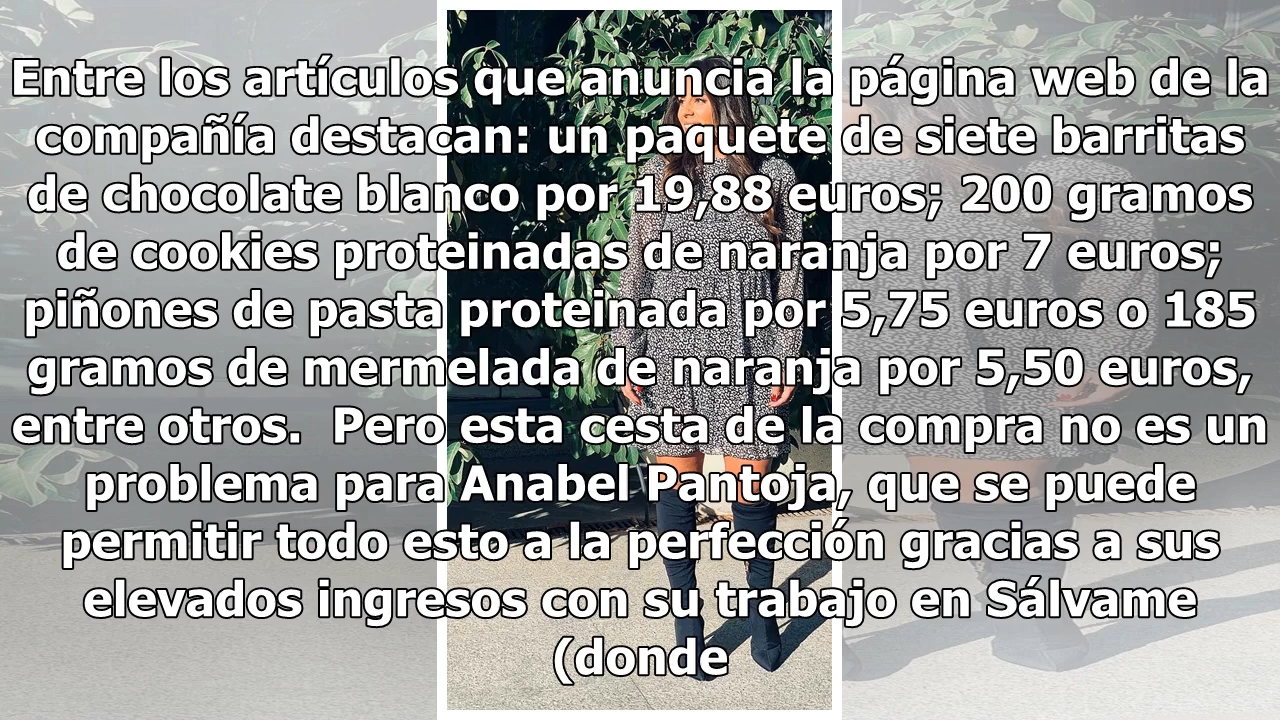 Entre los artículos que anuncia la página web de la
compañía destacan: un paquete de siete barritas
de chocolate blanco por 19,88 euros; 200 gramos
de cookies proteinadas de naranja por 7 euros;
piñones de pasta proteinada por 5,75 euros o 185
gramos de mermelada de naranja por 5,50 euros,
entre otros.  Pero esta cesta de la compra no es un
problema para Anabel Pantoja, que se puede
permitir todo esto a la perfección gracias a sus
elevados ingresos con su trabajo en Sálvame
(donde